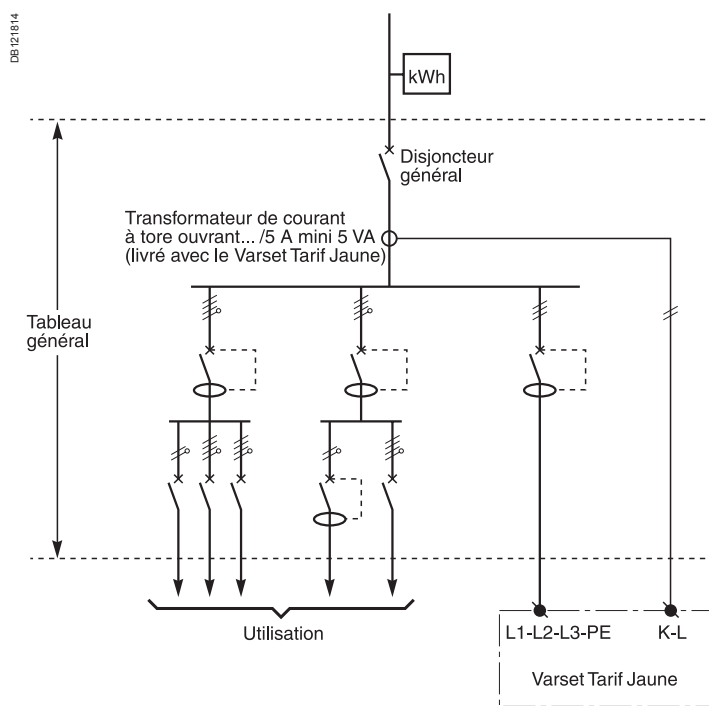 DB121814
kWh
Disjoncteur
général
Transformateur de courant
à tore ouvrant... /5 A mini 5 VA
(livré avec le Varset Tarif Jaune)
Tableau
général
Utilisation
L1-L2-L3-PE
K-L
Varset Tarif Jaune